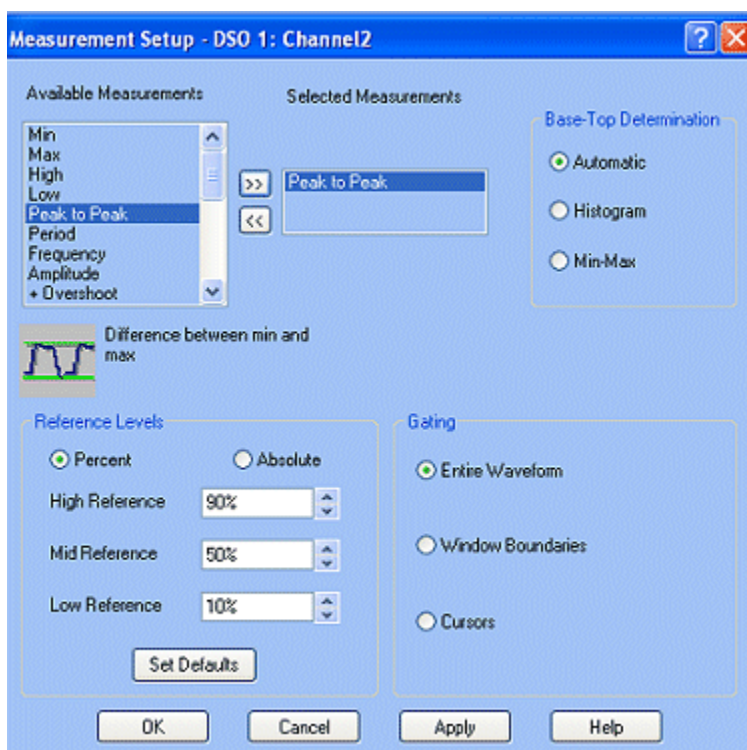 Measurement Setup - DSO 1: Channel2
Available Measurements
Min
Max
High
Low
Peak to Peak
Period
Frequency
Amplitude
+ Overshoot
>>
<<
Selected Measurements
Peak to Peak
Base-Top Determination
Automatic
Histogram
Min-Max
Difference between min and
max
Reference Levels
Percent
Absolute
High Reference
90%
Mid Reference
50%
Low Reference
10%
Set Defaults
Gating
Entire Waveform
Window Boundaries
Cursors
OK
Cancel
Apply
Help